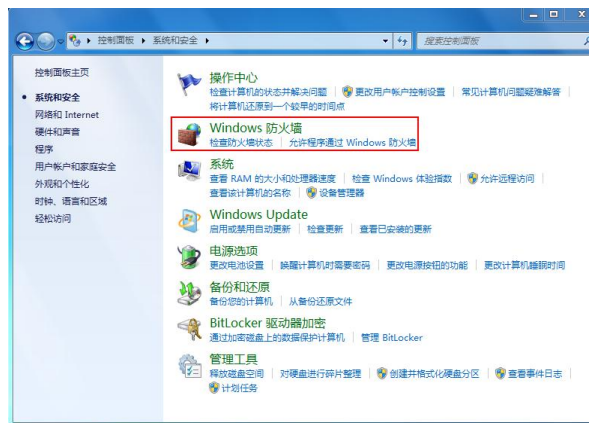 控制面板 系统和安全
搜索控制面板
控制面板主页
系统和安全
网络和 Internet
硬件和声音
程序
用户帐户和家庭安全
外观和个性化
时钟、语言和区域
轻松访问
操作中心
检查计算机的状态并解决问题 更改用户帐户控制设置 常见计算机问题疑难解答
将计算机还原到一个较早的时间点
Windows 防火墙
检查防火墙状态 允许程序通过 Windows 防火墙
系统
查看 RAM 的大小和处理器速度 检查 Windows 体验指数 允许远程访问
查看该计算机的名称 设备管理器
Windows Update
启用或禁用自动更新 检查更新 查看已安装的更新
电源选项
更改电池设置 唤醒计算机时需要密码 更改电源按钮的功能 更改计算机睡眠时间
备份和还原
备份您的计算机 从备份还原文件
BitLocker 驱动器加密
通过加密磁盘上的数据保护计算机 管理 BitLocker
管理工具
释放磁盘空间 对硬盘进行碎片整理 创建并格式化硬盘分区 查看事件日志
计划任务